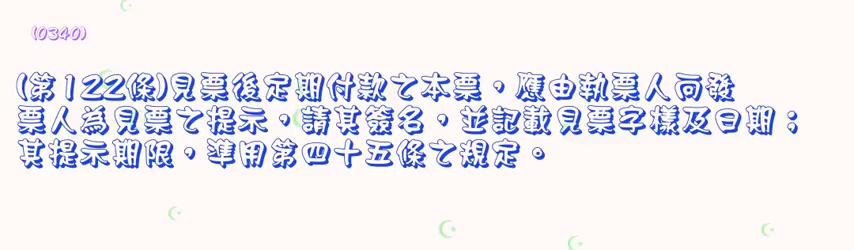 (0340)
(第122條)見票後定期付款之本票，應由執票人向發
票人為見票之提示，請其簽名，並記載見票字樣及日期；
其提示期限，準用第四十五條之規定。